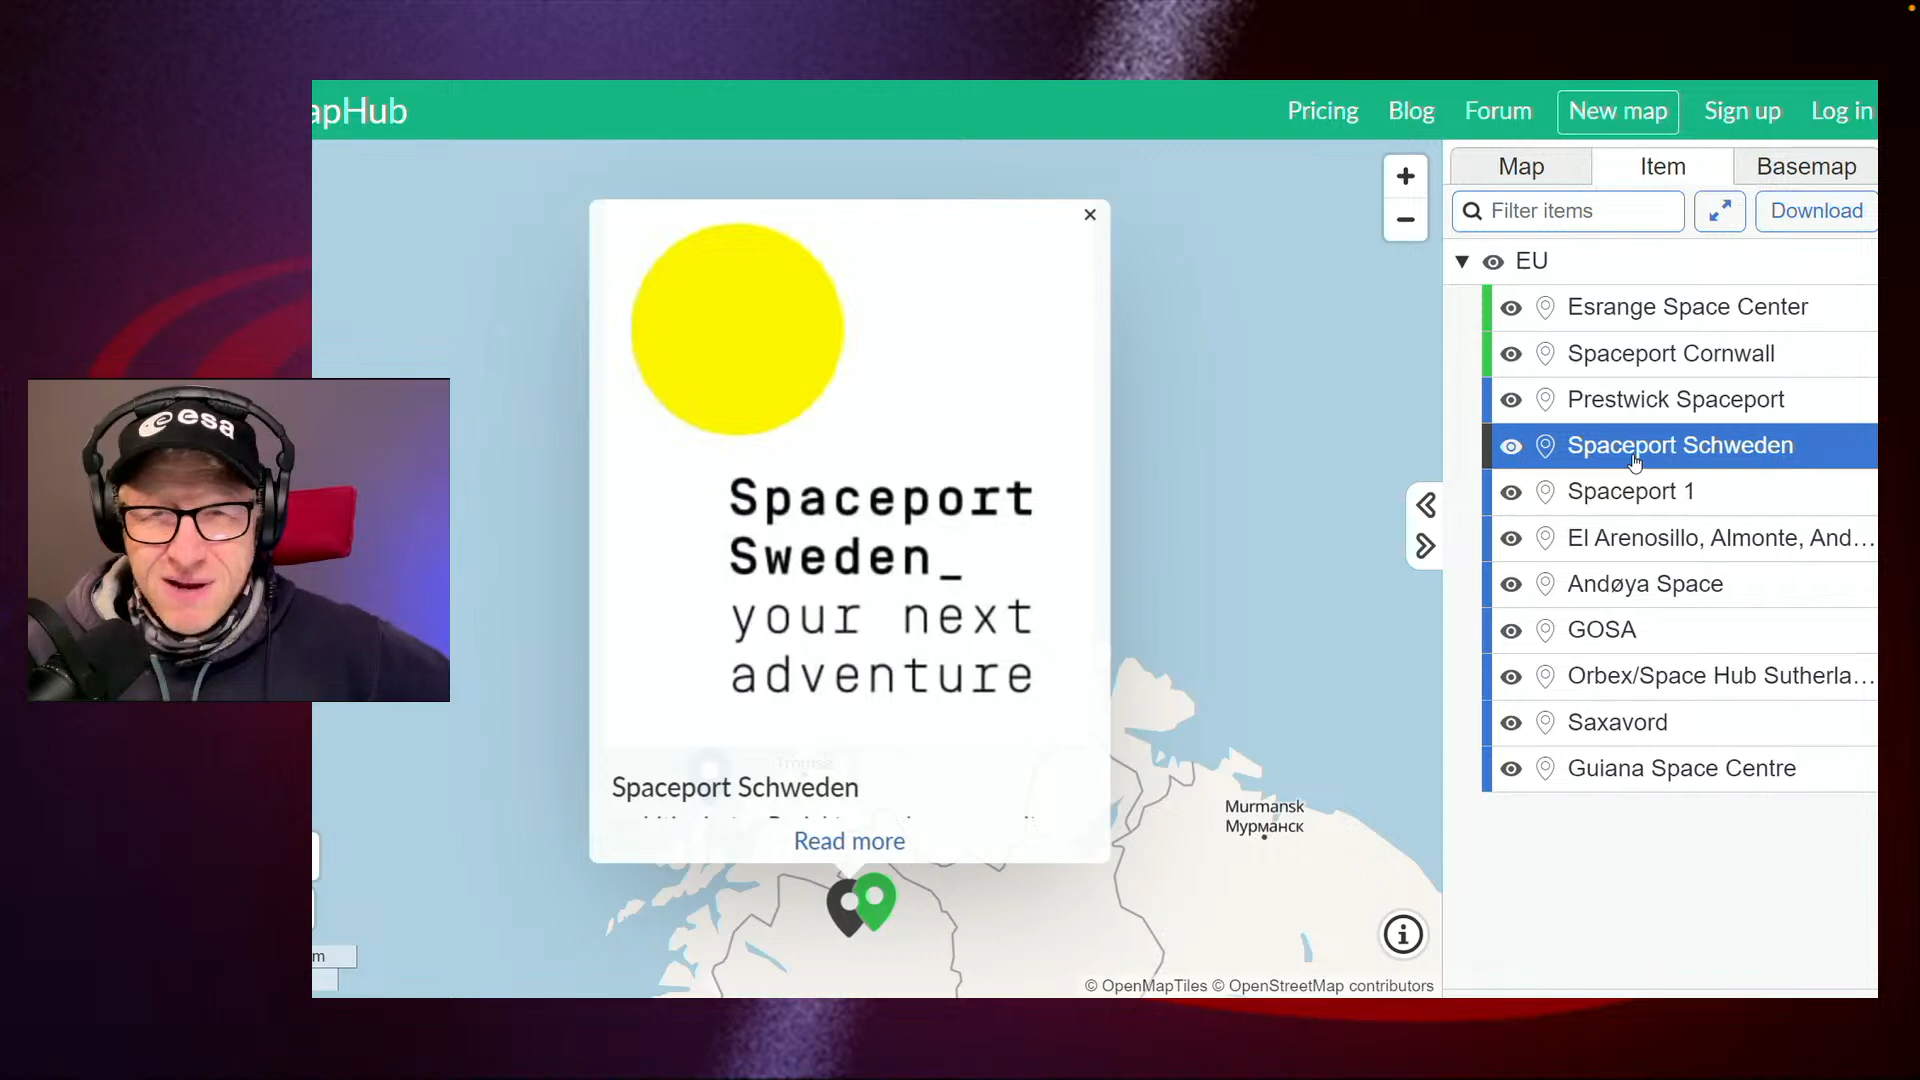 apHub
Pricing
Blog
Forum
New map
Sign up
Log in
Map
Item
Basemap
Filter items
Download
EU
Esrange Space Center
Spaceport Cornwall
Prestwick Spaceport
Spaceport Schweden
Spaceport 1
El Arenosillo, Almonte, And...
Andøya Space
GOSA
Orbex/Space Hub Sutherla...
Saxavord
Guiana Space Centre
Spaceport
Sweden_
your next
adventure
Tromsø
Spaceport Schweden
Read more
Murmansk
Мурманск
esa
m
© OpenMapTiles © OpenStreetMap contributors